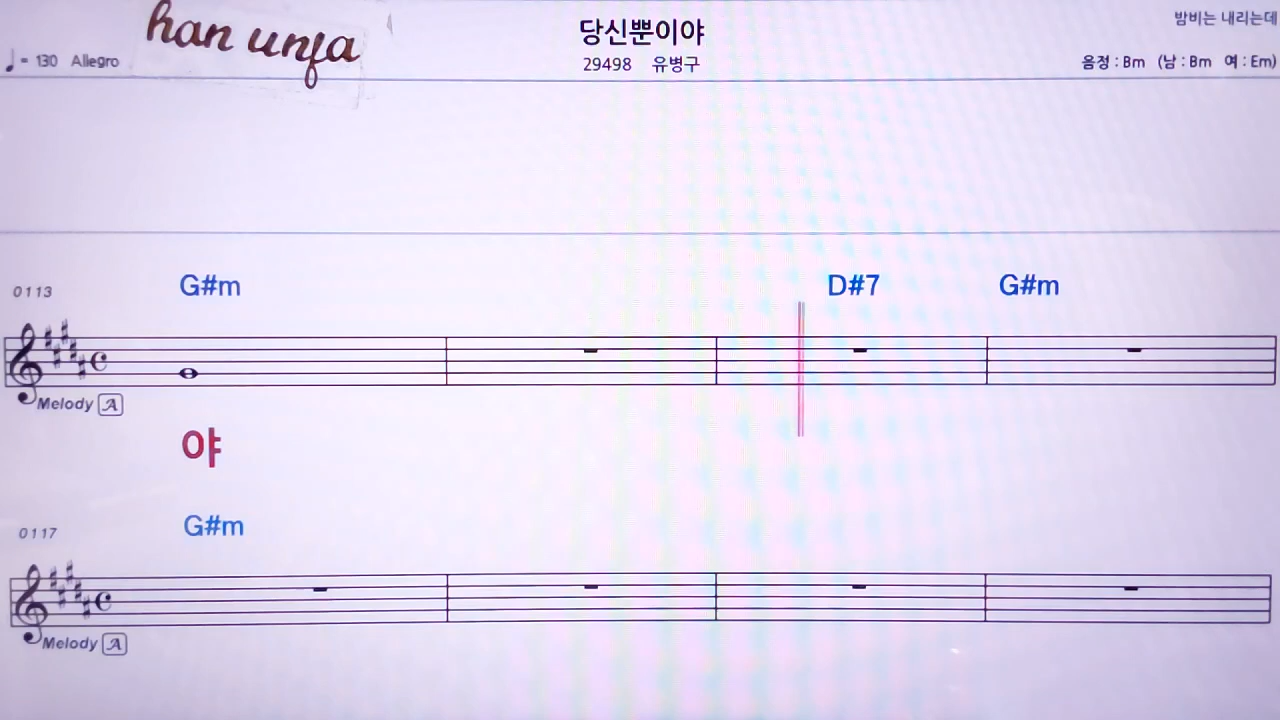 han unja
당신뿐이야
밤비는 내리는데
♩= 130 Allegro
29498 유병구
음정 : Bm (남 : Bm 여 : Em)
0113 G#m D#7 G#m
Melody A
야
0117 G#m
Melody A